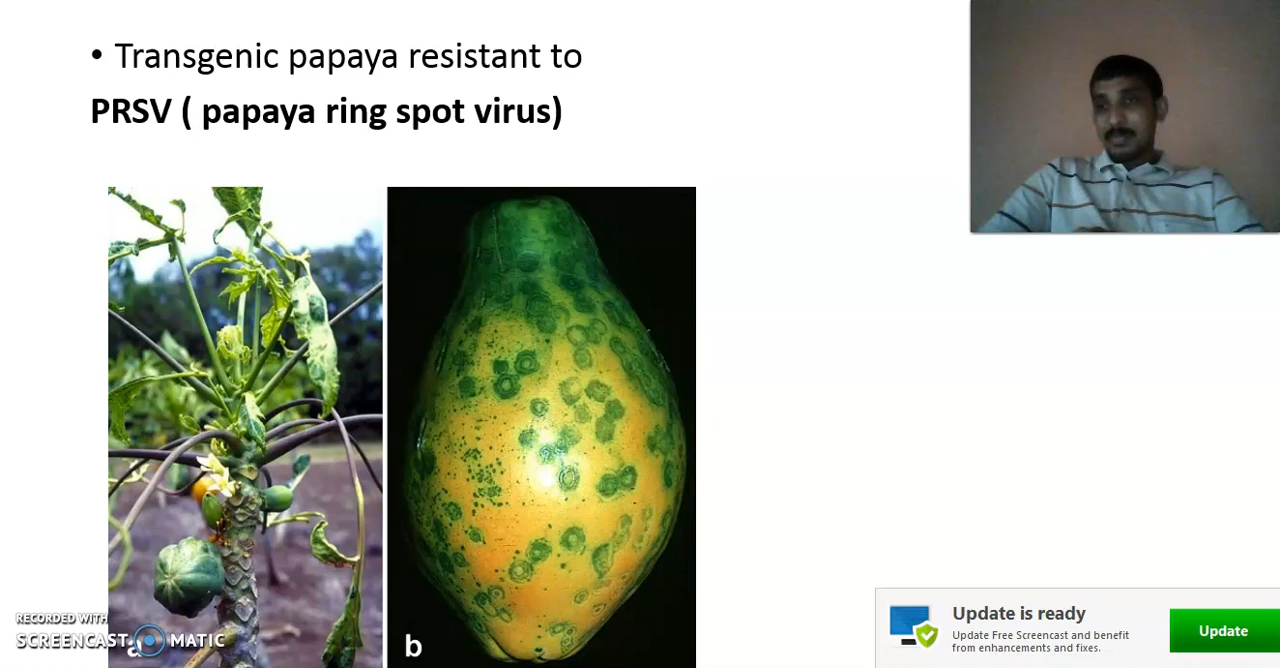 • Transgenic papaya resistant to
PRSV ( papaya ring spot virus)
a
b
RECORDED WITH
SCREENCAST MATIC
Update is ready
Update Free Screencast and benefit
from enhancements and fixes.
Update